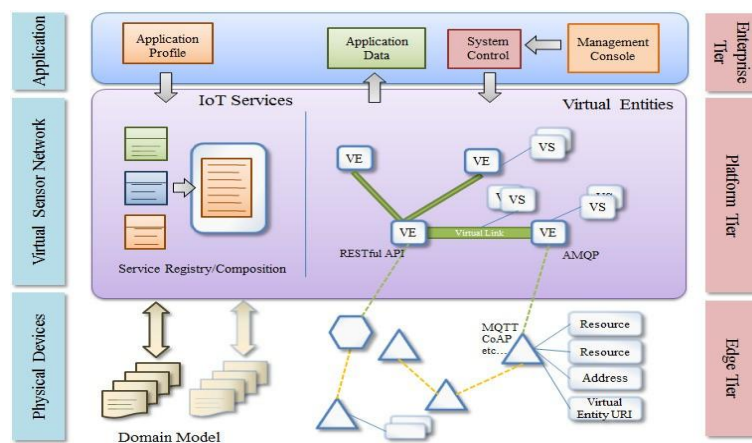 Application
Application
Profile
Application
Data
System
Control
Management
Console
Enterprise
Tier
Virtual Sensor Network
IoT Services
Virtual Entities
Service Registry/Composition
VE
VE
VS
VS
VS
VE
Virtual Link
VE
RESTful API
AMQP
Platform Tier
Physical Devices
Domain Model
MQTT
CoAP
etc...
Resource
Resource
Address
Virtual
Entity URI
Edge Tier